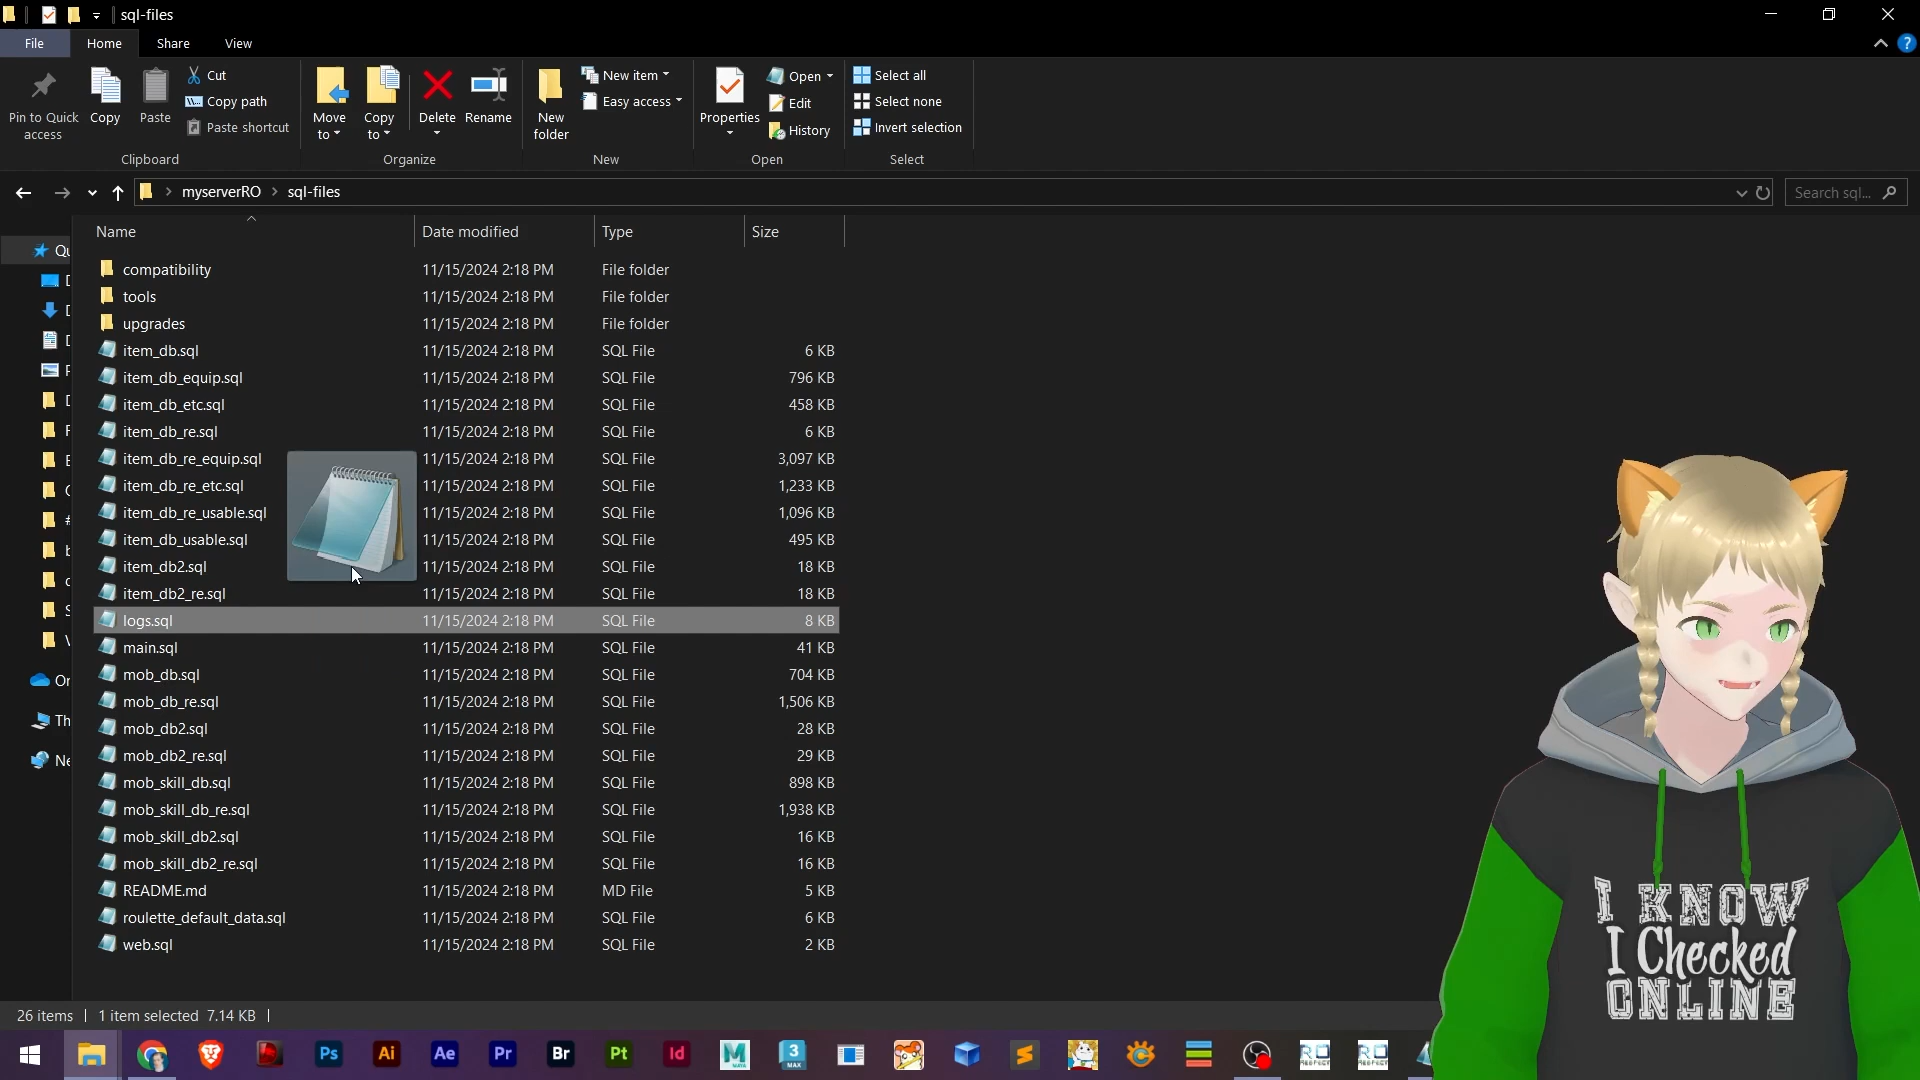 sql-files
File
Home
Share
View
Pin to Quick
access
Copy
Paste
Cut
Copy path
Paste shortcut
Clipboard
Move
to
Copy
to
Delete
Rename
Organize
New
folder
New item
Easy access
New
Properties
Open
Edit
History
Open
Select all
Select none
Invert selection
Select
myserverRO > sql-files
Search sql...
Name Date modified Type Size
compatibility 11/15/2024 2:18 PM File folder
tools 11/15/2024 2:18 PM File folder
upgrades 11/15/2024 2:18 PM File folder
item_db.sql 11/15/2024 2:18 PM SQL File 6 KB
item_db_equip.sql 11/15/2024 2:18 PM SQL File 796 KB
item_db_etc.sql 11/15/2024 2:18 PM SQL File 458 KB
item_db_re.sql 11/15/2024 2:18 PM SQL File 6 KB
item_db_re_equip.sql 11/15/2024 2:18 PM SQL File 3,097 KB
item_db_re_etc.sql 11/15/2024 2:18 PM SQL File 1,233 KB
item_db_re_usable.sql 11/15/2024 2:18 PM SQL File 1,096 KB
item_db_usable.sql 11/15/2024 2:18 PM SQL File 495 KB
item_db2.sql 11/15/2024 2:18 PM SQL File 18 KB
item_db2_re.sql 11/15/2024 2:18 PM SQL File 18 KB
logs.sql 11/15/2024 2:18 PM SQL File 8 KB
main.sql 11/15/2024 2:18 PM SQL File 41 KB
mob_db.sql 11/15/2024 2:18 PM SQL File 704 KB
mob_db_re.sql 11/15/2024 2:18 PM SQL File 1,506 KB
mob_db2.sql 11/15/2024 2:18 PM SQL File 28 KB
mob_db2_re.sql 11/15/2024 2:18 PM SQL File 29 KB
mob_skill_db.sql 11/15/2024 2:18 PM SQL File 898 KB
mob_skill_db_re.sql 11/15/2024 2:18 PM SQL File 1,938 KB
mob_skill_db2.sql 11/15/2024 2:18 PM SQL File 16 KB
mob_skill_db2_re.sql 11/15/2024 2:18 PM SQL File 16 KB
README.md 11/15/2024 2:18 PM MD File 5 KB
roulette_default_data.sql 11/15/2024 2:18 PM SQL File 6 KB
web.sql 11/15/2024 2:18 PM SQL File 2 KB
26 items 1 item selected 7.14 KB
I KNOW
I Checked
ONLINE
Ps Ai Ae Pr Br Pt Id M 3